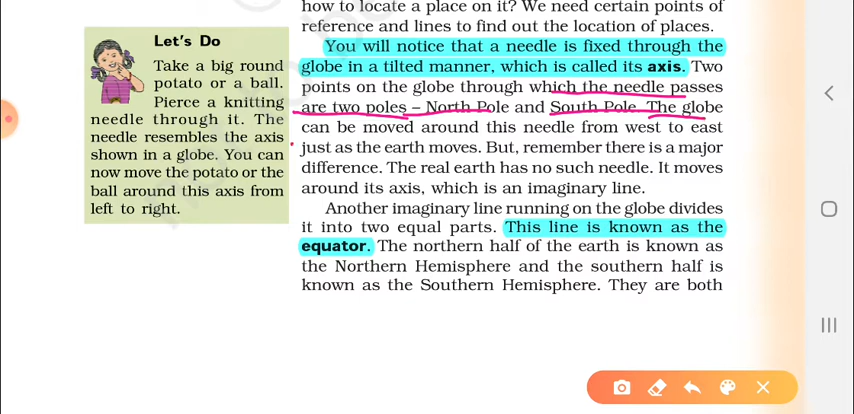 Let's Do
Take a big round
potato or a ball.
Pierce a knitting
needle through it. The
needle resembles the axis
shown in a globe. You can
now move the potato or the
ball around this axis from
left to right.
how to locate a place on it? We need certain points of
reference and lines to find out the location of places.
You will notice that a needle is fixed through the
globe in a tilted manner, which is called its axis. Two
points on the globe through which the needle passes
are two poles – North Pole and South Pole. The globe
can be moved around this needle from west to east
just as the earth moves. But, remember there is a major
difference. The real earth has no such needle. It moves
around its axis, which is an imaginary line.
Another imaginary line running on the globe divides
it into two equal parts. This line is known as the
equator. The northern half of the earth is known as
the Northern Hemisphere and the southern half is
known as the Southern Hemisphere. They are both